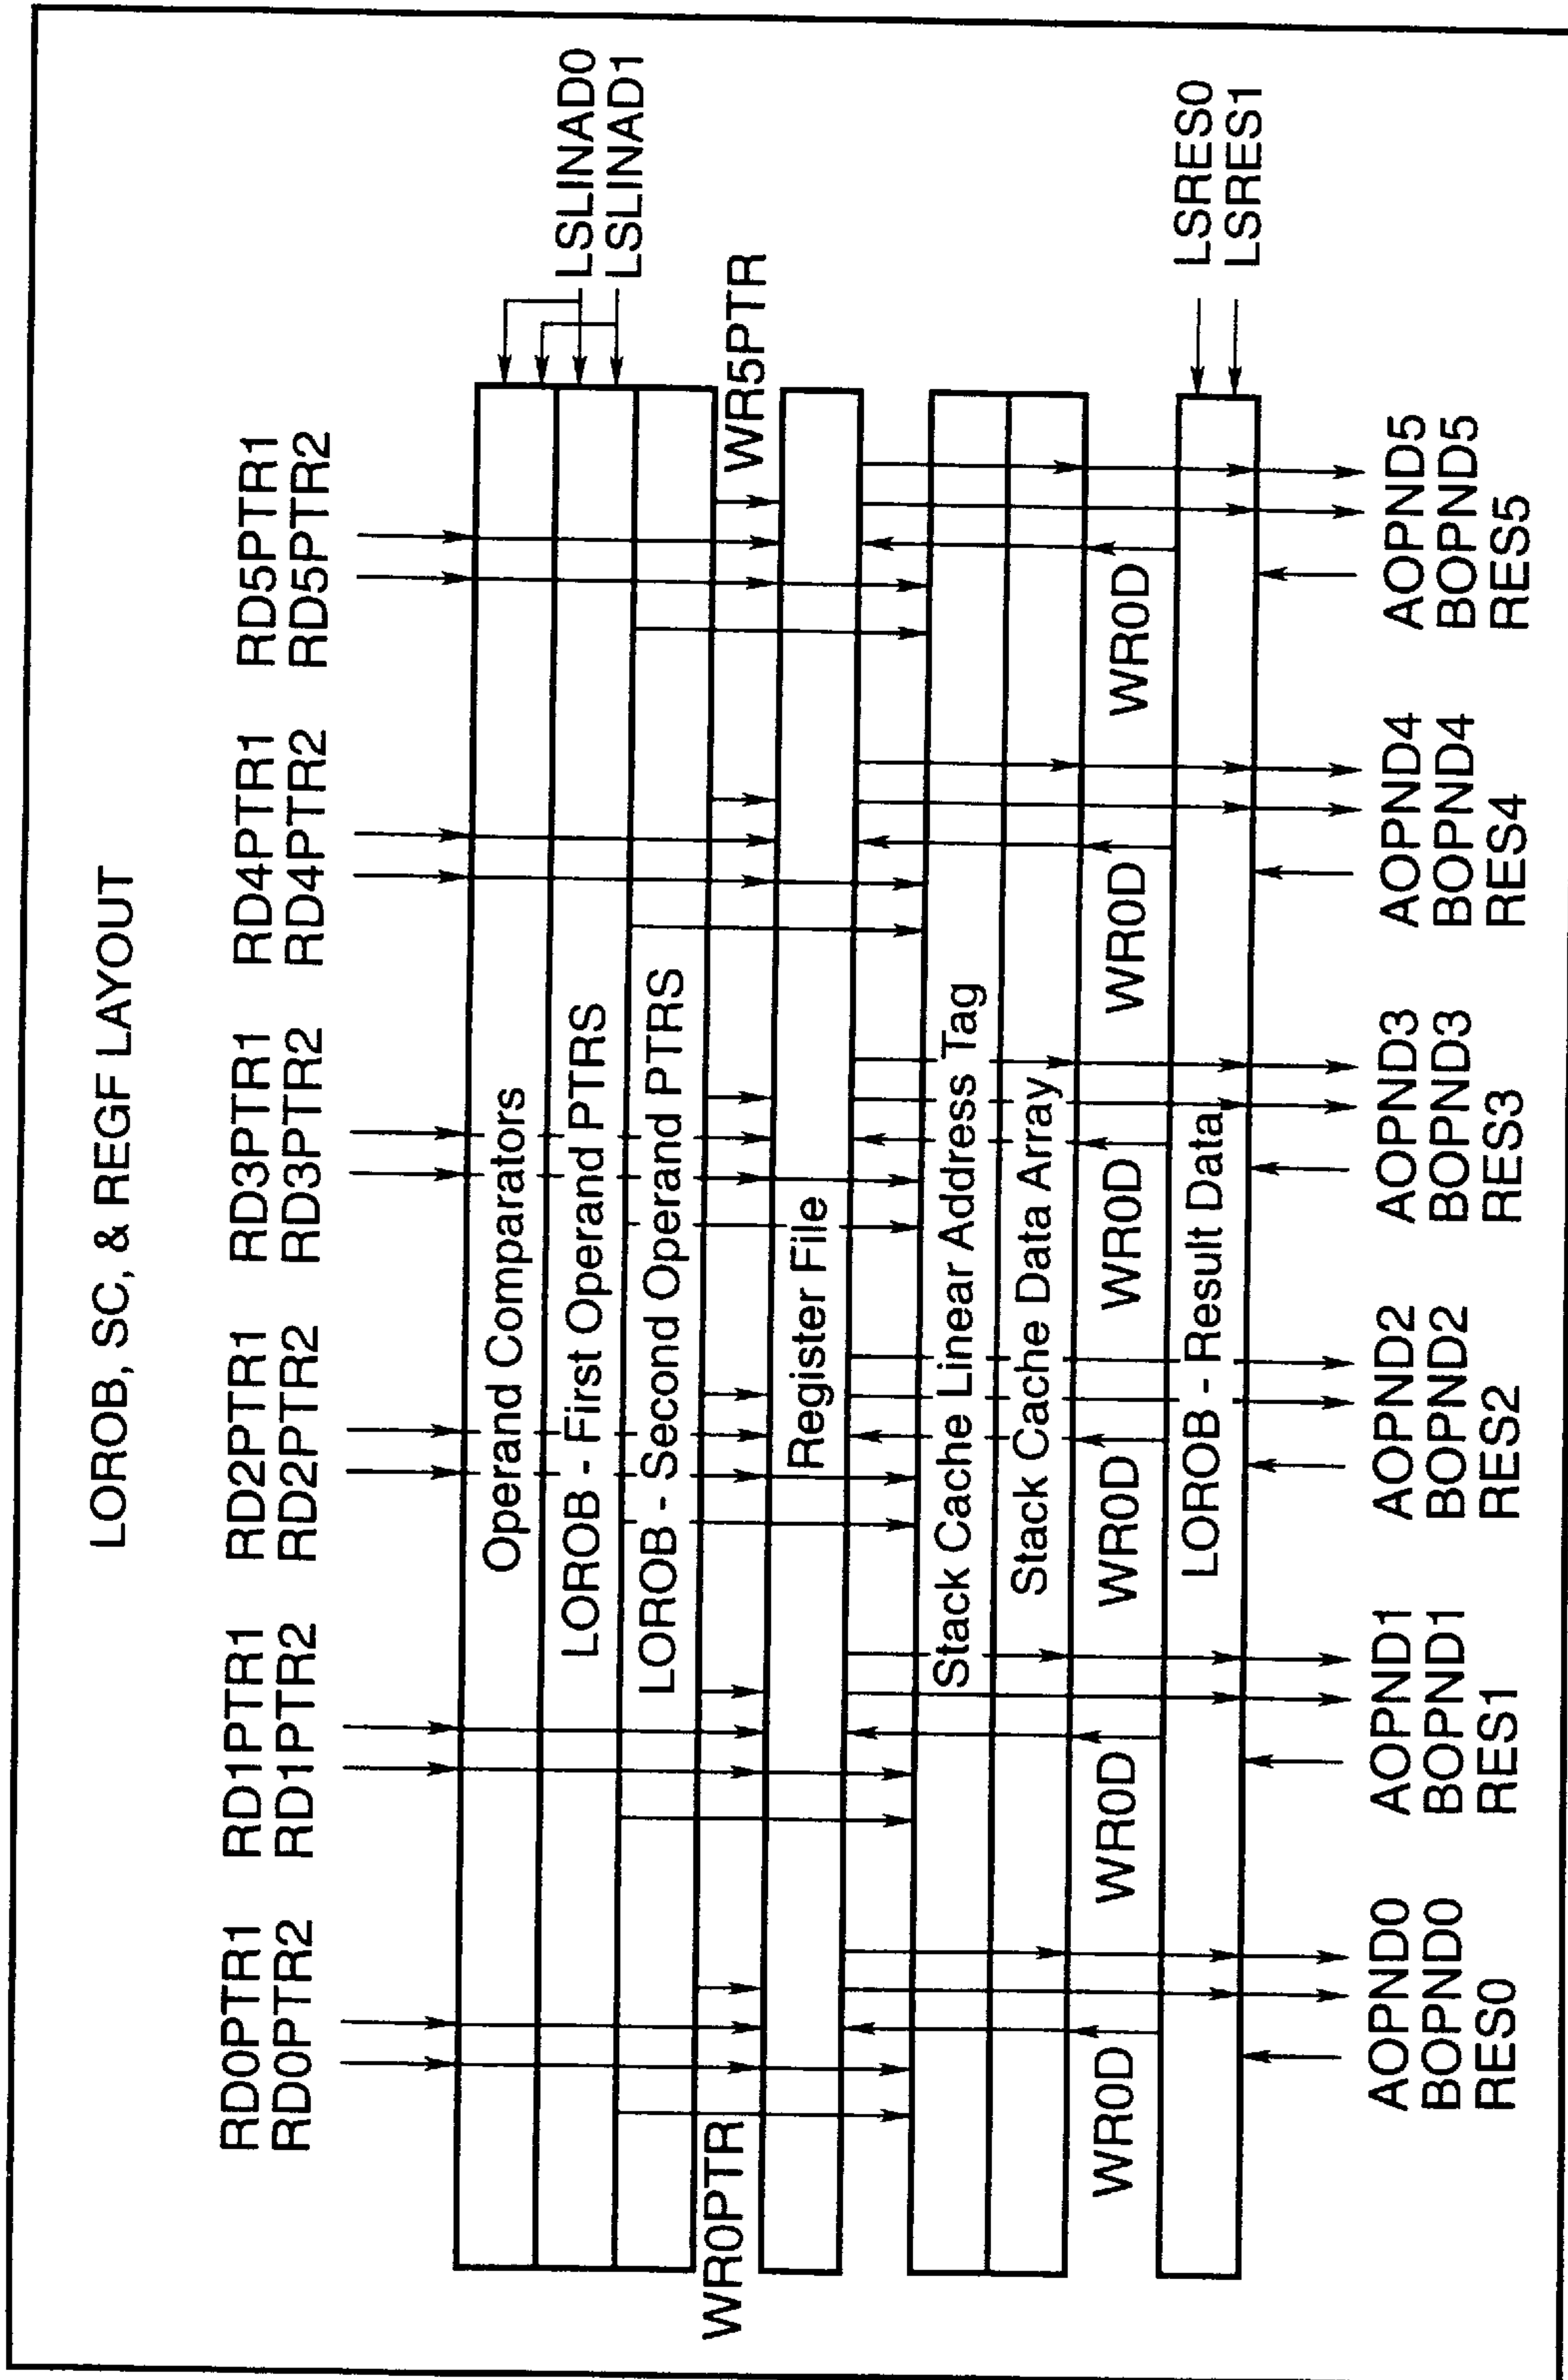 LOROB, SC, & REGF LAYOUT
RD0PTR1
RD0PTR2
RD1PTR1
RD1PTR2
RD2PTR1
RD2PTR2
RD3PTR1
RD3PTR2
RD4PTR1
RD4PTR2
RD5PTR1
RD5PTR2
Operand Comparators
LOROB - First Operand PTRS
LSLINAD0
LSLINAD1
LOROB - Second Operand PTRS
WR0PTR
WR5PTR
Register File
Stack Cache Linear Address Tag
Stack Cache Data Array
WR0D
WR0D
WR0D
WR0D
WR0D
WR0D
LOROB - Result Data
LSRES0
LSRES1
AOPND0
BOPND0
RES0
AOPND1
BOPND1
RES1
AOPND2
BOPND2
RES2
AOPND3
BOPND3
RES3
AOPND4
BOPND4
RES4
AOPND5
BOPND5
RES5